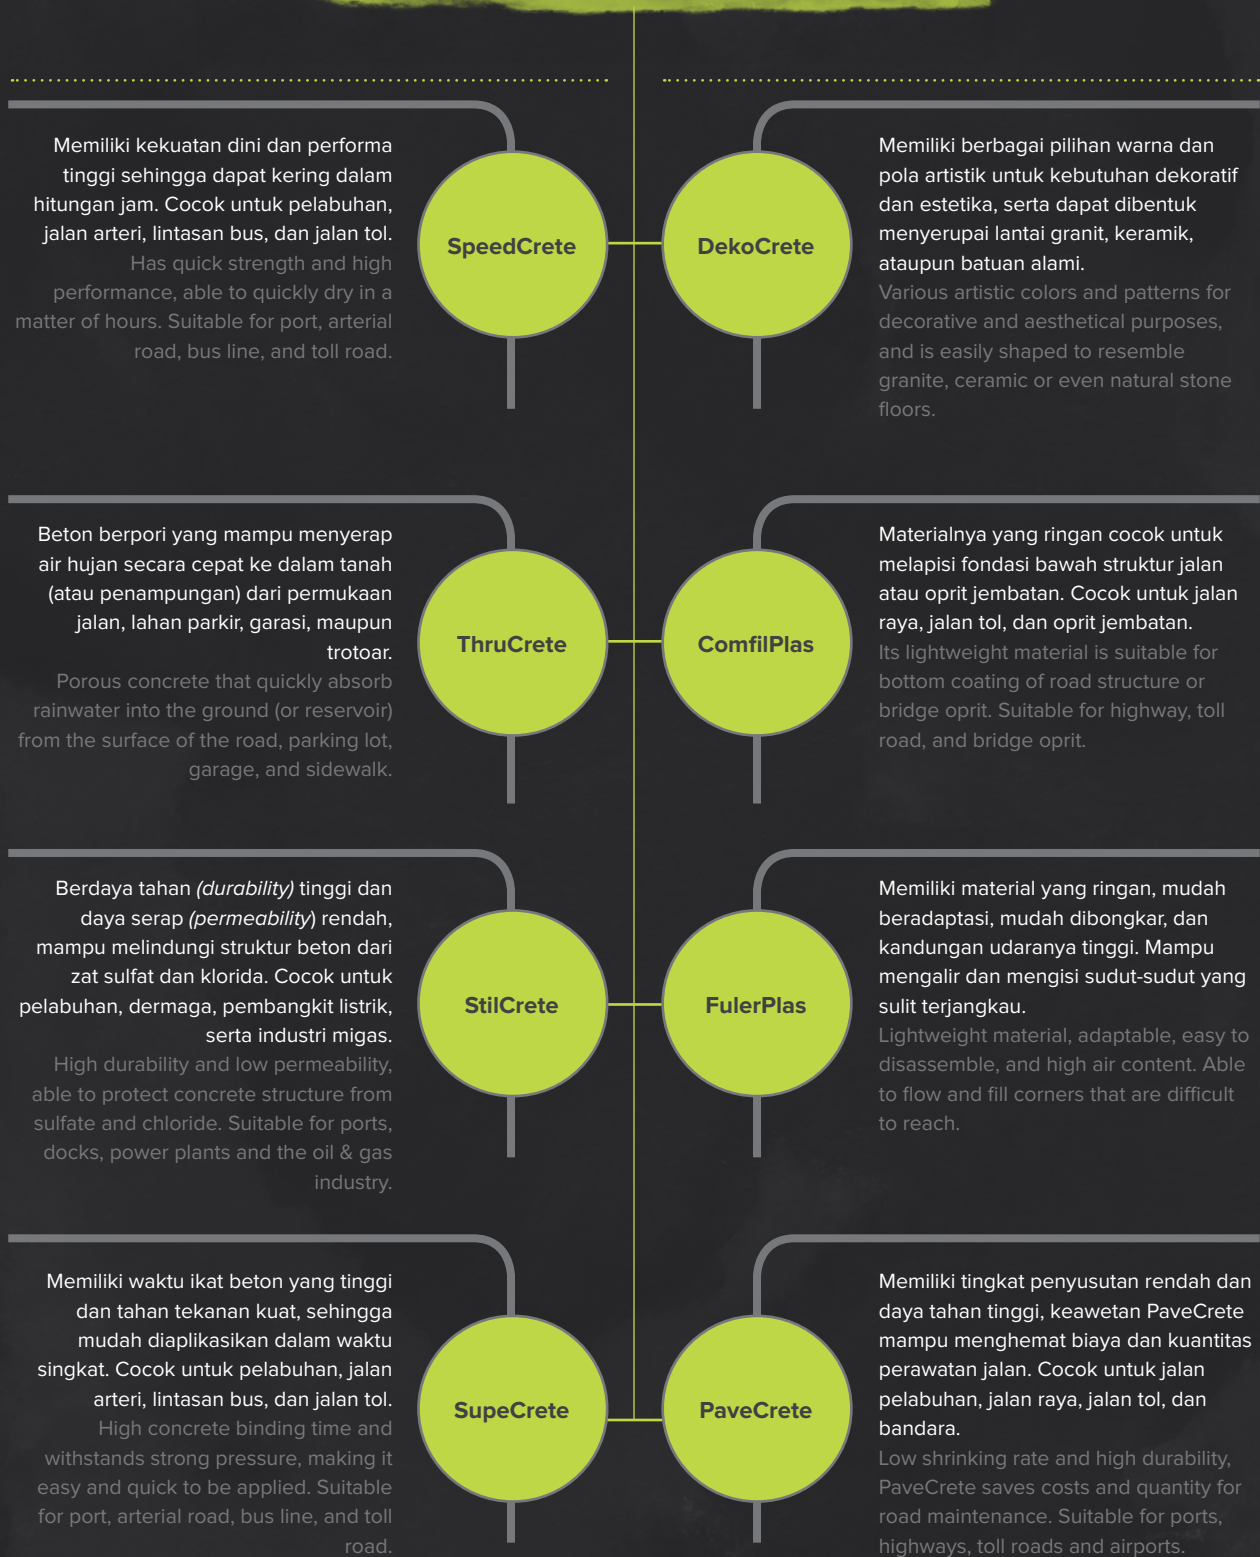 Memiliki kekuatan dini dan performa
tinggi sehingga dapat kering dalam
hitungan jam. Cocok untuk pelabuhan,
jalan arteri, lintasan bus, dan jalan tol.
Has quick strength and high
performance, able to quickly dry in a
matter of hours. Suitable for port, arterial
road, bus line, and toll road.
SpeedCrete
DekoCrete
Memiliki berbagai pilihan warna dan
pola artistik untuk kebutuhan dekoratif
dan estetika, serta dapat dibentuk
menyerupai lantai granit, keramik,
ataupun batuan alami.
Various artistic colors and patterns for
decorative and aesthetical purposes,
and is easily shaped to resemble
granite, ceramic or even natural stone
floors.
Beton berpori yang mampu menyerap
air hujan secara cepat ke dalam tanah
(atau penampungan) dari permukaan
jalan, lahan parkir, garasi, maupun
trotoar.
Porous concrete that quickly absorb
rainwater into the ground (or reservoir)
from the surface of the road, parking lot,
garage, and sidewalk.
ThruCrete
ComfilPlas
Materialnya yang ringan cocok untuk
melapisi fondasi bawah struktur jalan
atau oprit jembatan. Cocok untuk jalan
raya, jalan tol, dan oprit jembatan.
Its lightweight material is suitable for
bottom coating of road structure or
bridge oprit. Suitable for highway, toll
road, and bridge oprit.
Berdaya tahan (durability) tinggi dan
daya serap (permeability) rendah,
mampu melindungi struktur beton dari
zat sulfat dan klorida. Cocok untuk
pelabuhan, dermaga, pembangkit listrik,
serta industri migas.
High durability and low permeability,
able to protect concrete structure from
sulfate and chloride. Suitable for ports,
docks, power plants and the oil & gas
industry.
StilCrete
FulerPlas
Memiliki material yang ringan, mudah
beradaptasi, mudah dibongkar, dan
kandungan udaranya tinggi. Mampu
mengalir dan mengisi sudut-sudut yang
sulit terjangkau.
Lightweight material, adaptable, easy to
disassemble, and high air content. Able
to flow and fill corners that are difficult
to reach.
Memiliki waktu ikat beton yang tinggi
dan tahan tekanan kuat, sehingga
mudah diaplikasikan dalam waktu
singkat. Cocok untuk pelabuhan, jalan
arteri, lintasan bus, dan jalan tol.
High concrete binding time and
withstands strong pressure, making it
easy and quick to be applied. Suitable
for port, arterial road, bus line, and toll
road.
SupeCrete
PaveCrete
Memiliki tingkat penyusutan rendah dan
daya tahan tinggi, keawetan PaveCrete
mampu menghemat biaya dan kuantitas
perawatan jalan. Cocok untuk jalan
pelabuhan, jalan raya, jalan tol, dan
bandara.
Low shrinking rate and high durability,
PaveCrete saves costs and quantity for
road maintenance. Suitable for ports,
highways, toll roads and airports.